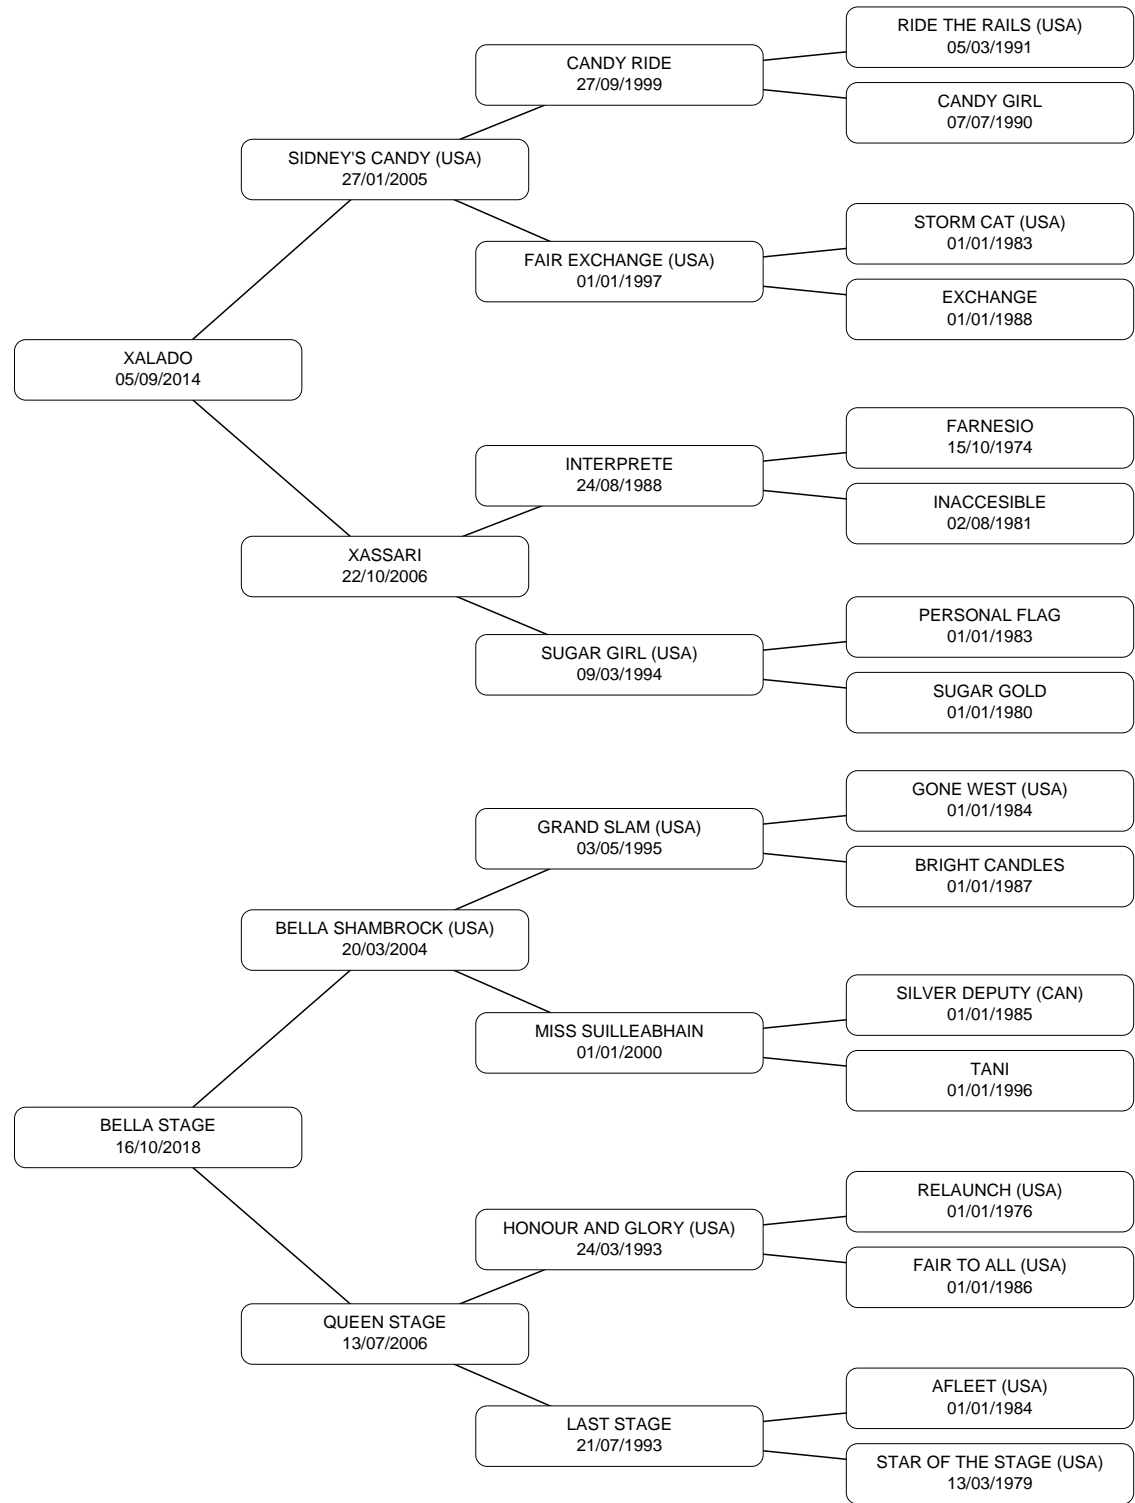 RIDE THE RAILS (USA)
05/03/1991
CANDY RIDE
27/09/1999
CANDY GIRL
07/07/1990
SIDNEY'S CANDY (USA)
27/01/2005
STORM CAT (USA)
01/01/1983
FAIR EXCHANGE (USA)
01/01/1997
EXCHANGE
01/01/1988
XALADO
05/09/2014
FARNESIO
15/10/1974
INTERPRETE
24/08/1988
INACCESIBLE
02/08/1981
XASSARI
22/10/2006
PERSONAL FLAG
01/01/1983
SUGAR GIRL (USA)
09/03/1994
SUGAR GOLD
01/01/1980
GONE WEST (USA)
01/01/1984
GRAND SLAM (USA)
03/05/1995
BRIGHT CANDLES
01/01/1987
BELLA SHAMBROCK (USA)
20/03/2004
SILVER DEPUTY (CAN)
01/01/1985
MISS SUILLEABHAIN
01/01/2000
TANI
01/01/1996
BELLA STAGE
16/10/2018
RELAUNCH (USA)
01/01/1976
HONOUR AND GLORY (USA)
24/03/1993
FAIR TO ALL (USA)
01/01/1986
QUEEN STAGE
13/07/2006
AFLEET (USA)
01/01/1984
LAST STAGE
21/07/1993
STAR OF THE STAGE (USA)
13/03/1979